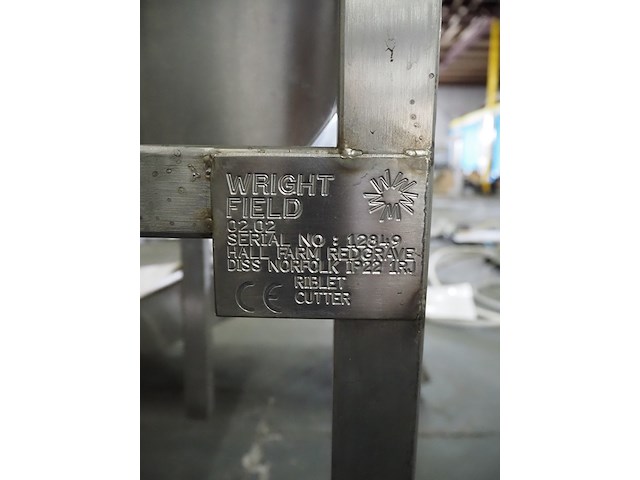 WRIGHT
FIELD
02.02
SERIAL NO : 12849
HALL FARM REDGRAVE
DISS NORFOLK IP22 1RJ
RIBLET
CE CUTTER